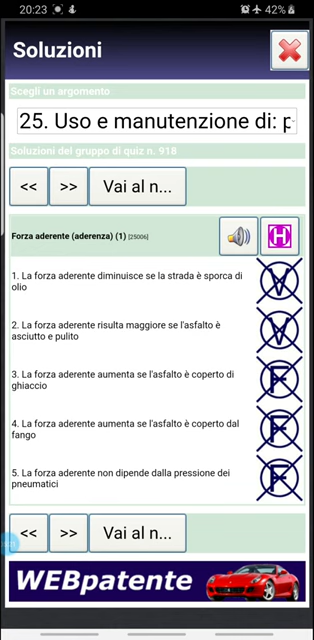 20:23 42%
Soluzioni
Scegli un argomento
25. Uso e manutenzione di: p
Soluzioni del gruppo di quiz n. 918
<< >> Vai al n...
Forza aderente (aderenza) (1) [25006]
H
1. La forza aderente diminuisce se la strada è sporca di
olio
V
2. La forza aderente risulta maggiore se l'asfalto è
asciutto e pulito
V
3. La forza aderente aumenta se l'asfalto è coperto di
ghiaccio
F
4. La forza aderente aumenta se l'asfalto è coperto dal
fango
F
5. La forza aderente non dipende dalla pressione dei
pneumatici
F
<< >> Vai al n...
WEBpatente